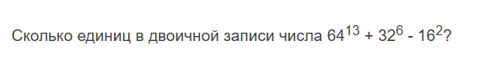 Сколько единиц в двоичной записи числа 64¹³ + 32⁶ - 16²?